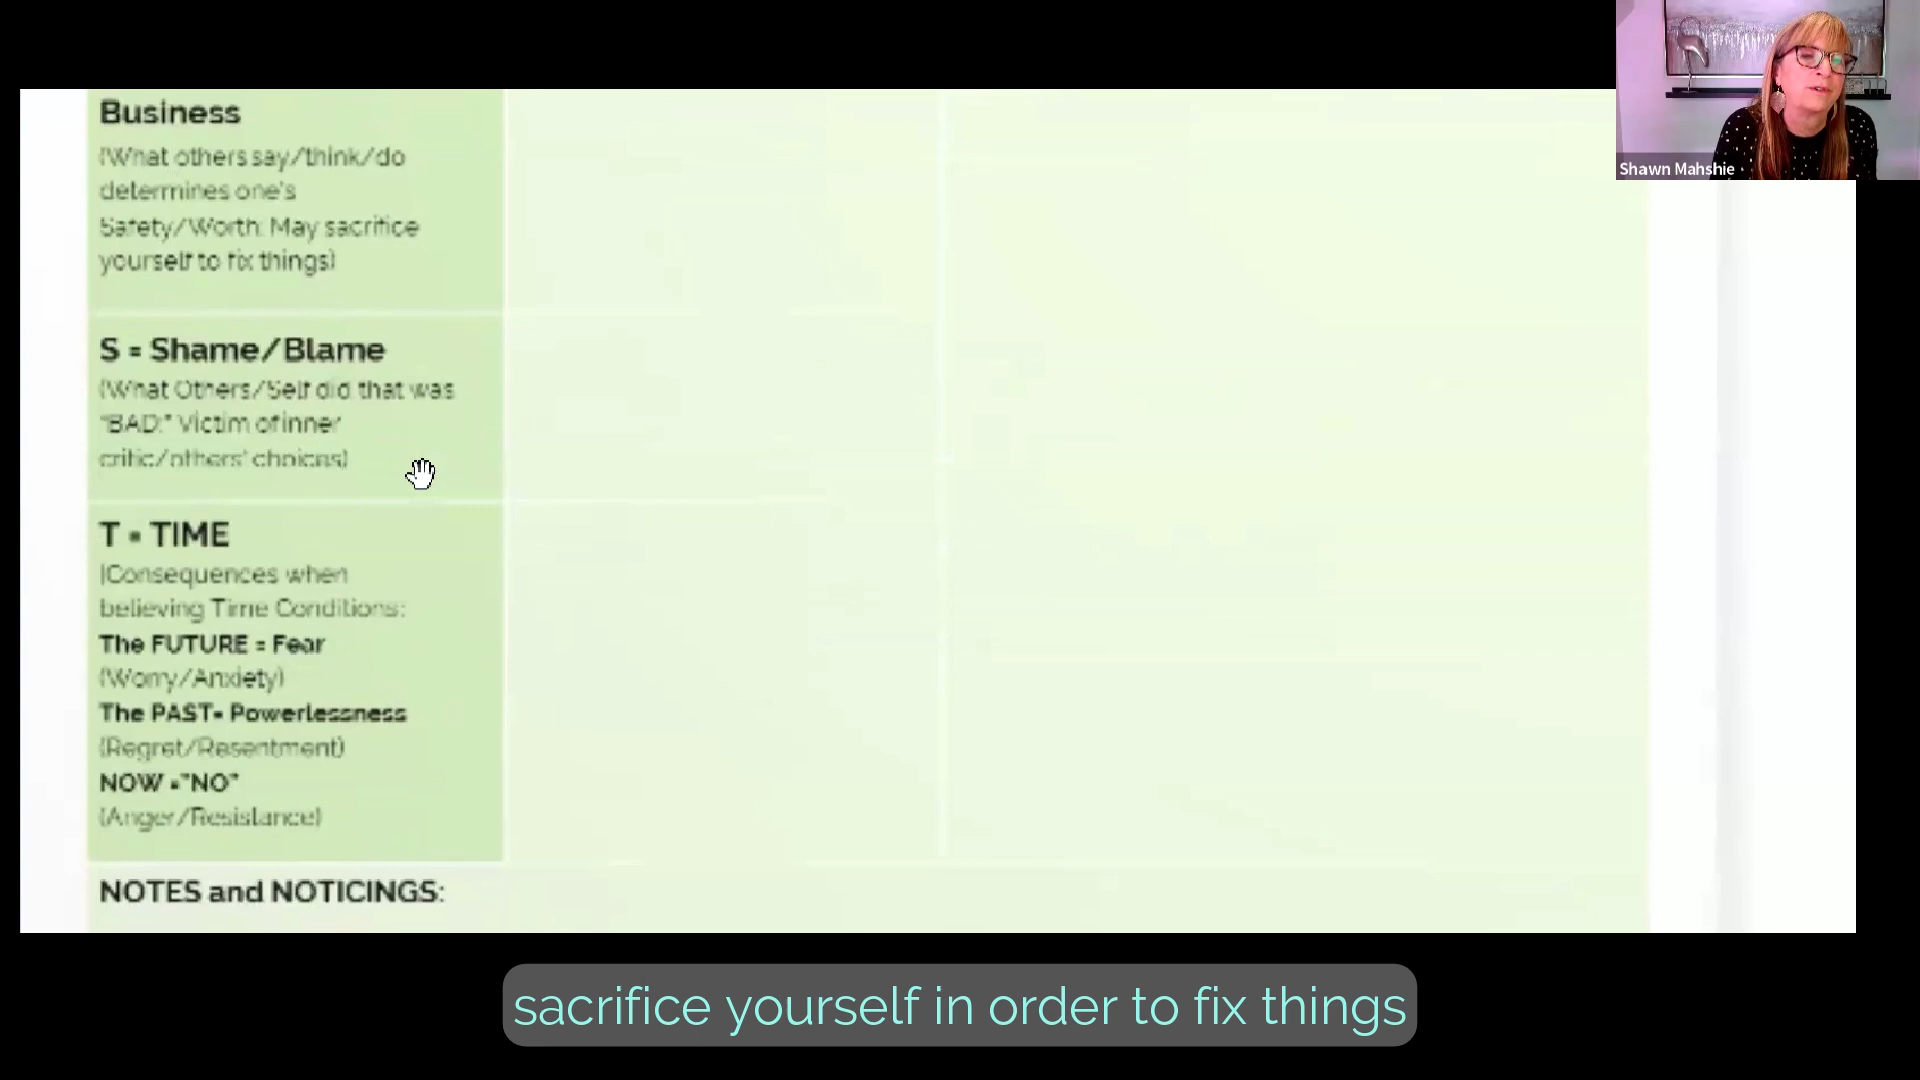 Business
(What others say/think/do
determines one's
Safety/Worth: May sacrifice
yourself to fix things)
S = Shame/Blame
(What Others/Self did that was
"BAD:" Victim of inner
critic/others' choices)
T = TIME
(Consequences when
believing Time Conditions:
The FUTURE = Fear
(Worry/Anxiety)
The PAST= Powerlessness
(Regret/Resentment)
NOW ="NO"
(Anger/Resistance)
NOTES and NOTICINGS:
Shawn Mahshie
sacrifice yourself in order to fix things